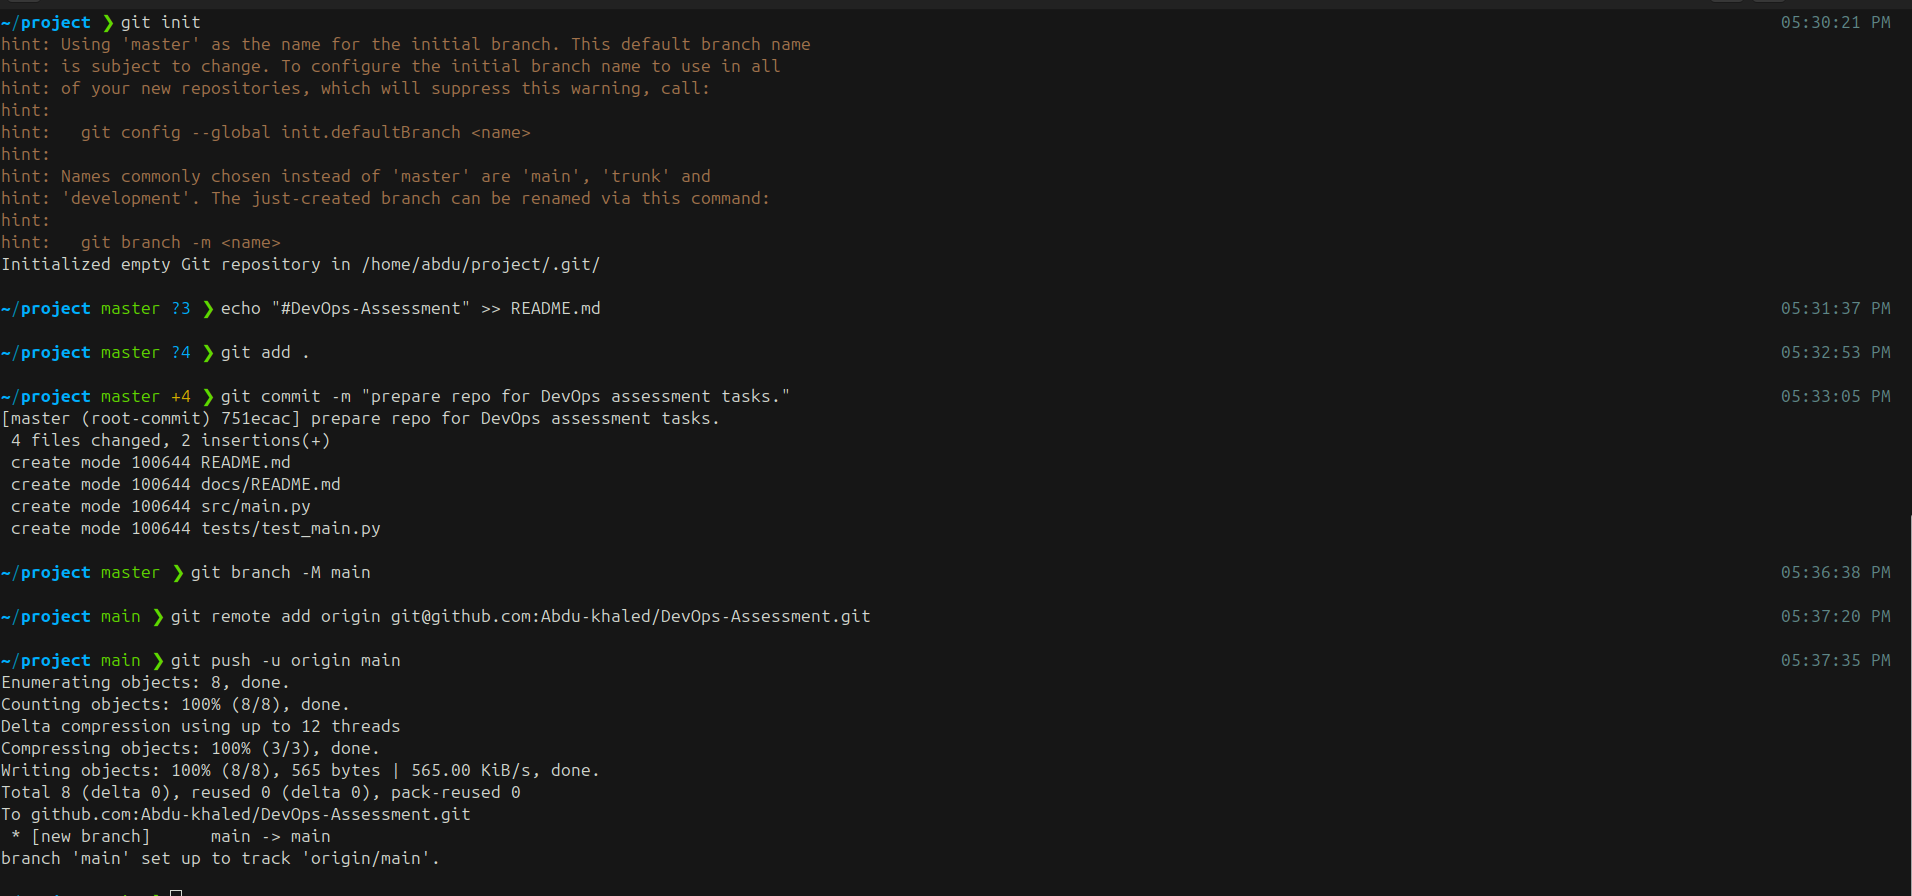 ~/project ❯ git init 05:30:21 PM
hint: Using 'master' as the name for the initial branch. This default branch name
hint: is subject to change. To configure the initial branch name to use in all
hint: of your new repositories, which will suppress this warning, call:
hint:
hint:   git config --global init.defaultBranch <name>
hint:
hint: Names commonly chosen instead of 'master' are 'main', 'trunk' and
hint: 'development'. The just-created branch can be renamed via this command:
hint:
hint:   git branch -m <name>
Initialized empty Git repository in /home/abdu/project/.git/
~/project master ?3 ❯ echo "#DevOps-Assessment" >> README.md 05:31:37 PM
~/project master ?4 ❯ git add . 05:32:53 PM
~/project master +4 ❯ git commit -m "prepare repo for DevOps assessment tasks." 05:33:05 PM
[master (root-commit) 751ecac] prepare repo for DevOps assessment tasks.
 4 files changed, 2 insertions(+)
 create mode 100644 README.md
 create mode 100644 docs/README.md
 create mode 100644 src/main.py
 create mode 100644 tests/test_main.py
~/project master ❯ git branch -M main 05:36:38 PM
~/project main ❯ git remote add origin git@github.com:Abdu-khaled/DevOps-Assessment.git 05:37:20 PM
~/project main ❯ git push -u origin main 05:37:35 PM
Enumerating objects: 8, done.
Counting objects: 100% (8/8), done.
Delta compression using up to 12 threads
Compressing objects: 100% (3/3), done.
Writing objects: 100% (8/8), 565 bytes | 565.00 KiB/s, done.
Total 8 (delta 0), reused 0 (delta 0), pack-reused 0
To github.com:Abdu-khaled/DevOps-Assessment.git
 * [new branch]      main -> main
branch 'main' set up to track 'origin/main'.